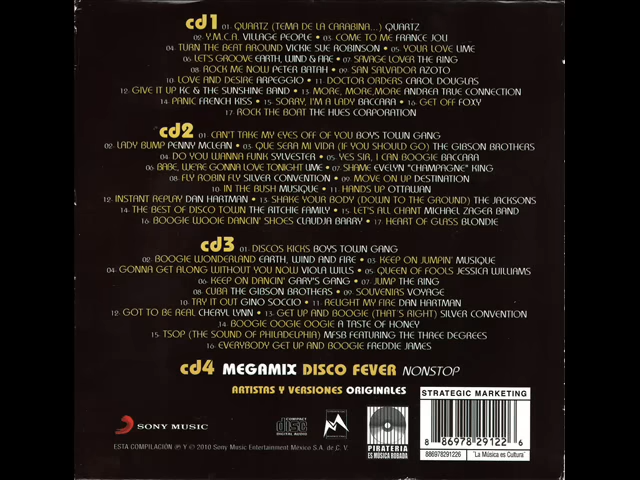 cd1 01· QUARTZ (TEMA DE LA CARABINA...) QUARTZ
02· Y.M.C.A. VILLAGE PEOPLE • 03· COME TO ME FRANCE JOLI
04· TURN THE BEAT AROUND VICKIE SUE ROBINSON • 05· YOUR LOVE LIME
06· LET'S GROOVE EARTH, WIND & FIRE • 07· SAVAGE LOVER THE RING
08· ROCK ME NOW PETER BATAH • 09· SAN SALVADOR AZOTO
10· LOVE AND DESIRE ARPEGGIO • 11· DOCTOR ORDERS CAROL DOUGLAS
12· GIVE IT UP KC & THE SUNSHINE BAND • 13· MORE, MORE,MORE ANDREA TRUE CONNECTION
14· PANIC FRENCH KISS • 15· SORRY, I'M A LADY BACCARA • 16· GET OFF FOXY
17· ROCK THE BOAT THE HUES CORPORATION
cd2 01· CAN'T TAKE MY EYES OFF OF YOU BOYS TOWN GANG
02· LADY BUMP PENNY MCLEAN • 03· QUE SERA MI VIDA (IF YOU SHOULD GO) THE GIBSON BROTHERS
04· DO YOU WANNA FUNK SYLVESTER • 05· YES SIR, I CAN BOOGIE BACCARA
06· BABE, WE'RE GONNA LOVE TONIGHT LIME • 07· SHAME EVELYN "CHAMPAGNE" KING
08· FLY ROBIN FLY SILVER CONVENTION • 09· MOVE ON UP DESTINATION
10· IN THE BUSH MUSIQUE • 11· HANDS UP OTTAWAN
12· INSTANT REPLAY DAN HARTMAN • 13· SHAKE YOUR BODY (DOWN TO THE GROUND) THE JACKSONS
14· THE BEST OF DISCO TOWN THE RITCHIE FAMILY • 15· LET'S ALL CHANT MICHAEL ZAGER BAND
16· BOOGIE WOOIE DANCIN' SHOES CLAUDJA BARRY • 17· HEART OF GLASS BLONDIE
cd3 01· DISCOS KICKS BOYS TOWN GANG
02· BOOGIE WONDERLAND EARTH, WIND AND FIRE • 03· KEEP ON JUMPIN' MUSIQUE
04· GONNA GET ALONG WITHOUT YOU NOW VIOLA WILLS • 05· QUEEN OF FOOLS JESSICA WILLIAMS
06· KEEP ON DANCIN' GARY'S GANG • 07· JUMP THE RING
08· CUBA THE GIBSON BROTHERS • 09· SOUVENIRS VOYAGE
10· TRY IT OUT GINO SOCCIO • 11· RELIGHT MY FIRE DAN HARTMAN
12· GOT TO BE REAL CHERYL LYNN • 13· GET UP AND BOOGIE (THAT'S RIGHT) SILVER CONVENTION
14· BOOGIE OOGIE OOGIE A TASTE OF HONEY
15· TSOP (THE SOUND OF PHILADELPHIA) MFSB FEATURING THE THREE DEGREES
16· EVERYBODY GET UP AND BOOGIE FREDDIE JAMES
cd4 MEGAMIX DISCO FEVER NONSTOP
ARTISTAS Y VERSIONES ORIGINALES
STRATEGIC MARKETING
SONY MUSIC
COMPACT disc DIGITAL AUDIO
PIRATERIA
ES MÚSICA ROBADA
8 86978 29122 6
886978291226 "La Música es Cultura"
ESTA COMPILACIÓN ℗ Y © 2010 Sony Music Entertainment México S.A. de C. V.